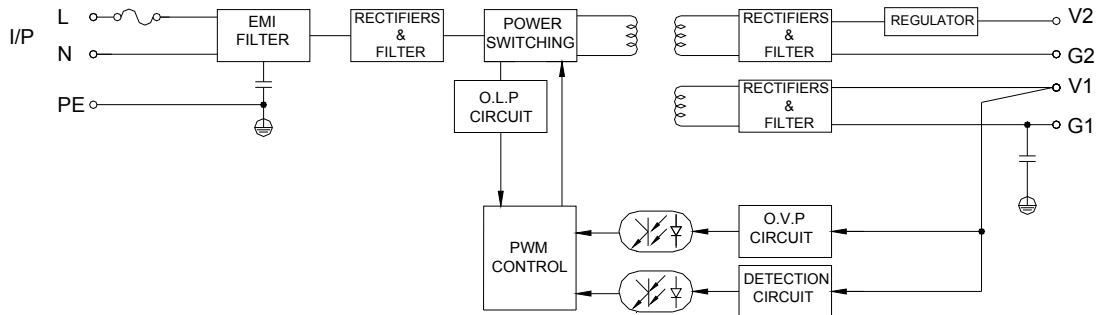 I/P
L
N
PE
EMI
FILTER
RECTIFIERS
&
FILTER
POWER
SWITCHING
O.L.P
CIRCUIT
PWM
CONTROL
RECTIFIERS
&
FILTER
REGULATOR
V2
G2
RECTIFIERS
&
FILTER
V1
G1
O.V.P
CIRCUIT
DETECTION
CIRCUIT